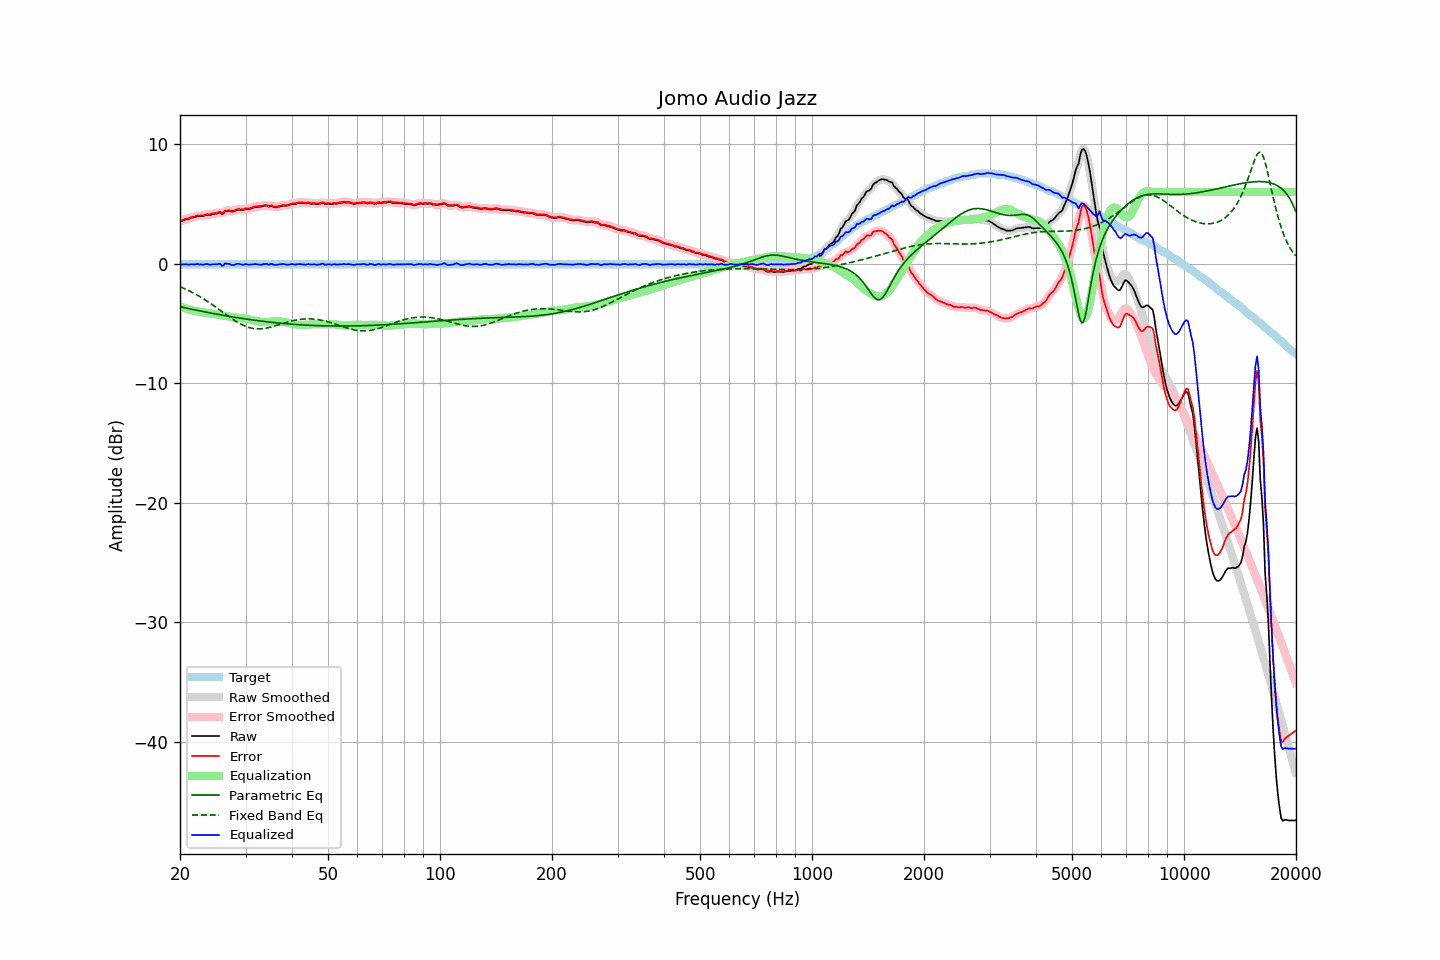 Jomo Audio Jazz
10
0
−10
−20
−30
−40
Amplitude (dBr)
Target
Raw Smoothed
Error Smoothed
Raw
Error
Equalization
Parametric Eq
Fixed Band Eq
Equalized
20 50 100 200 500 1000 2000 5000 10000 20000
Frequency (Hz)